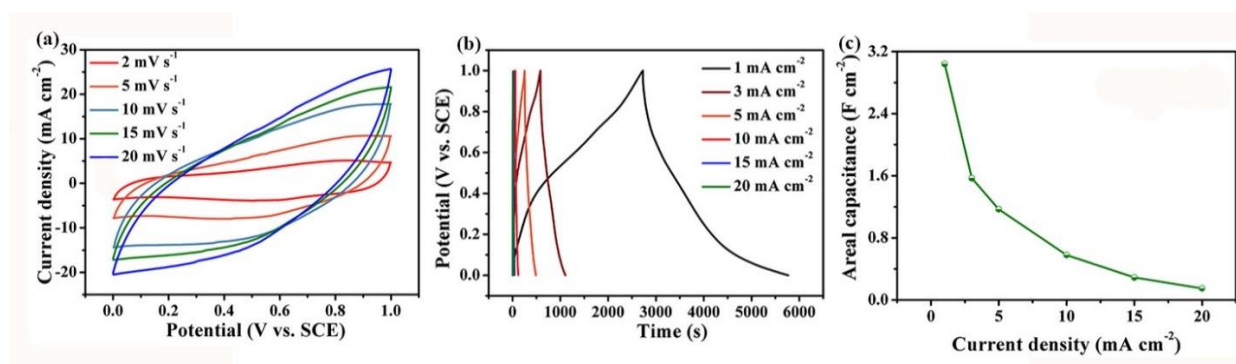 (a)
2 mV s⁻¹
5 mV s⁻¹
10 mV s⁻¹
15 mV s⁻¹
20 mV s⁻¹
Current density (mA cm⁻²)
30
20
10
0
-10
-20
0.0 0.2 0.4 0.6 0.8 1.0
Potential (V vs. SCE)
(b)
1 mA cm⁻²
3 mA cm⁻²
5 mA cm⁻²
10 mA cm⁻²
15 mA cm⁻²
20 mA cm⁻²
Potential (V vs. SCE)
1.0
0.8
0.6
0.4
0.2
0.0
0 1000 2000 3000 4000 5000 6000
Time (s)
(c)
Areal capacitance (F cm⁻²)
3.2
2.4
1.6
0.8
0.0
0 5 10 15 20
Current density (mA cm⁻²)